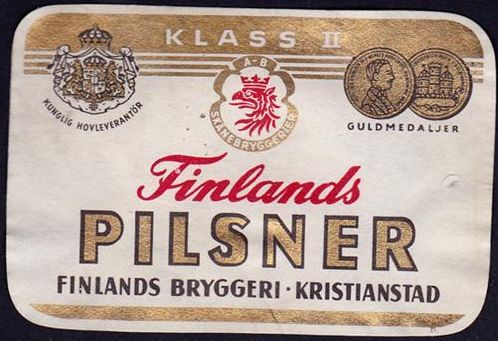 KLASS II
A-B
SKÅNEBRYGGERIER
KUNGLIG HOVLEVERANTÖR
GULDMEDALJER
Finlands
PILSNER
FINLANDS BRYGGERI · KRISTIANSTAD